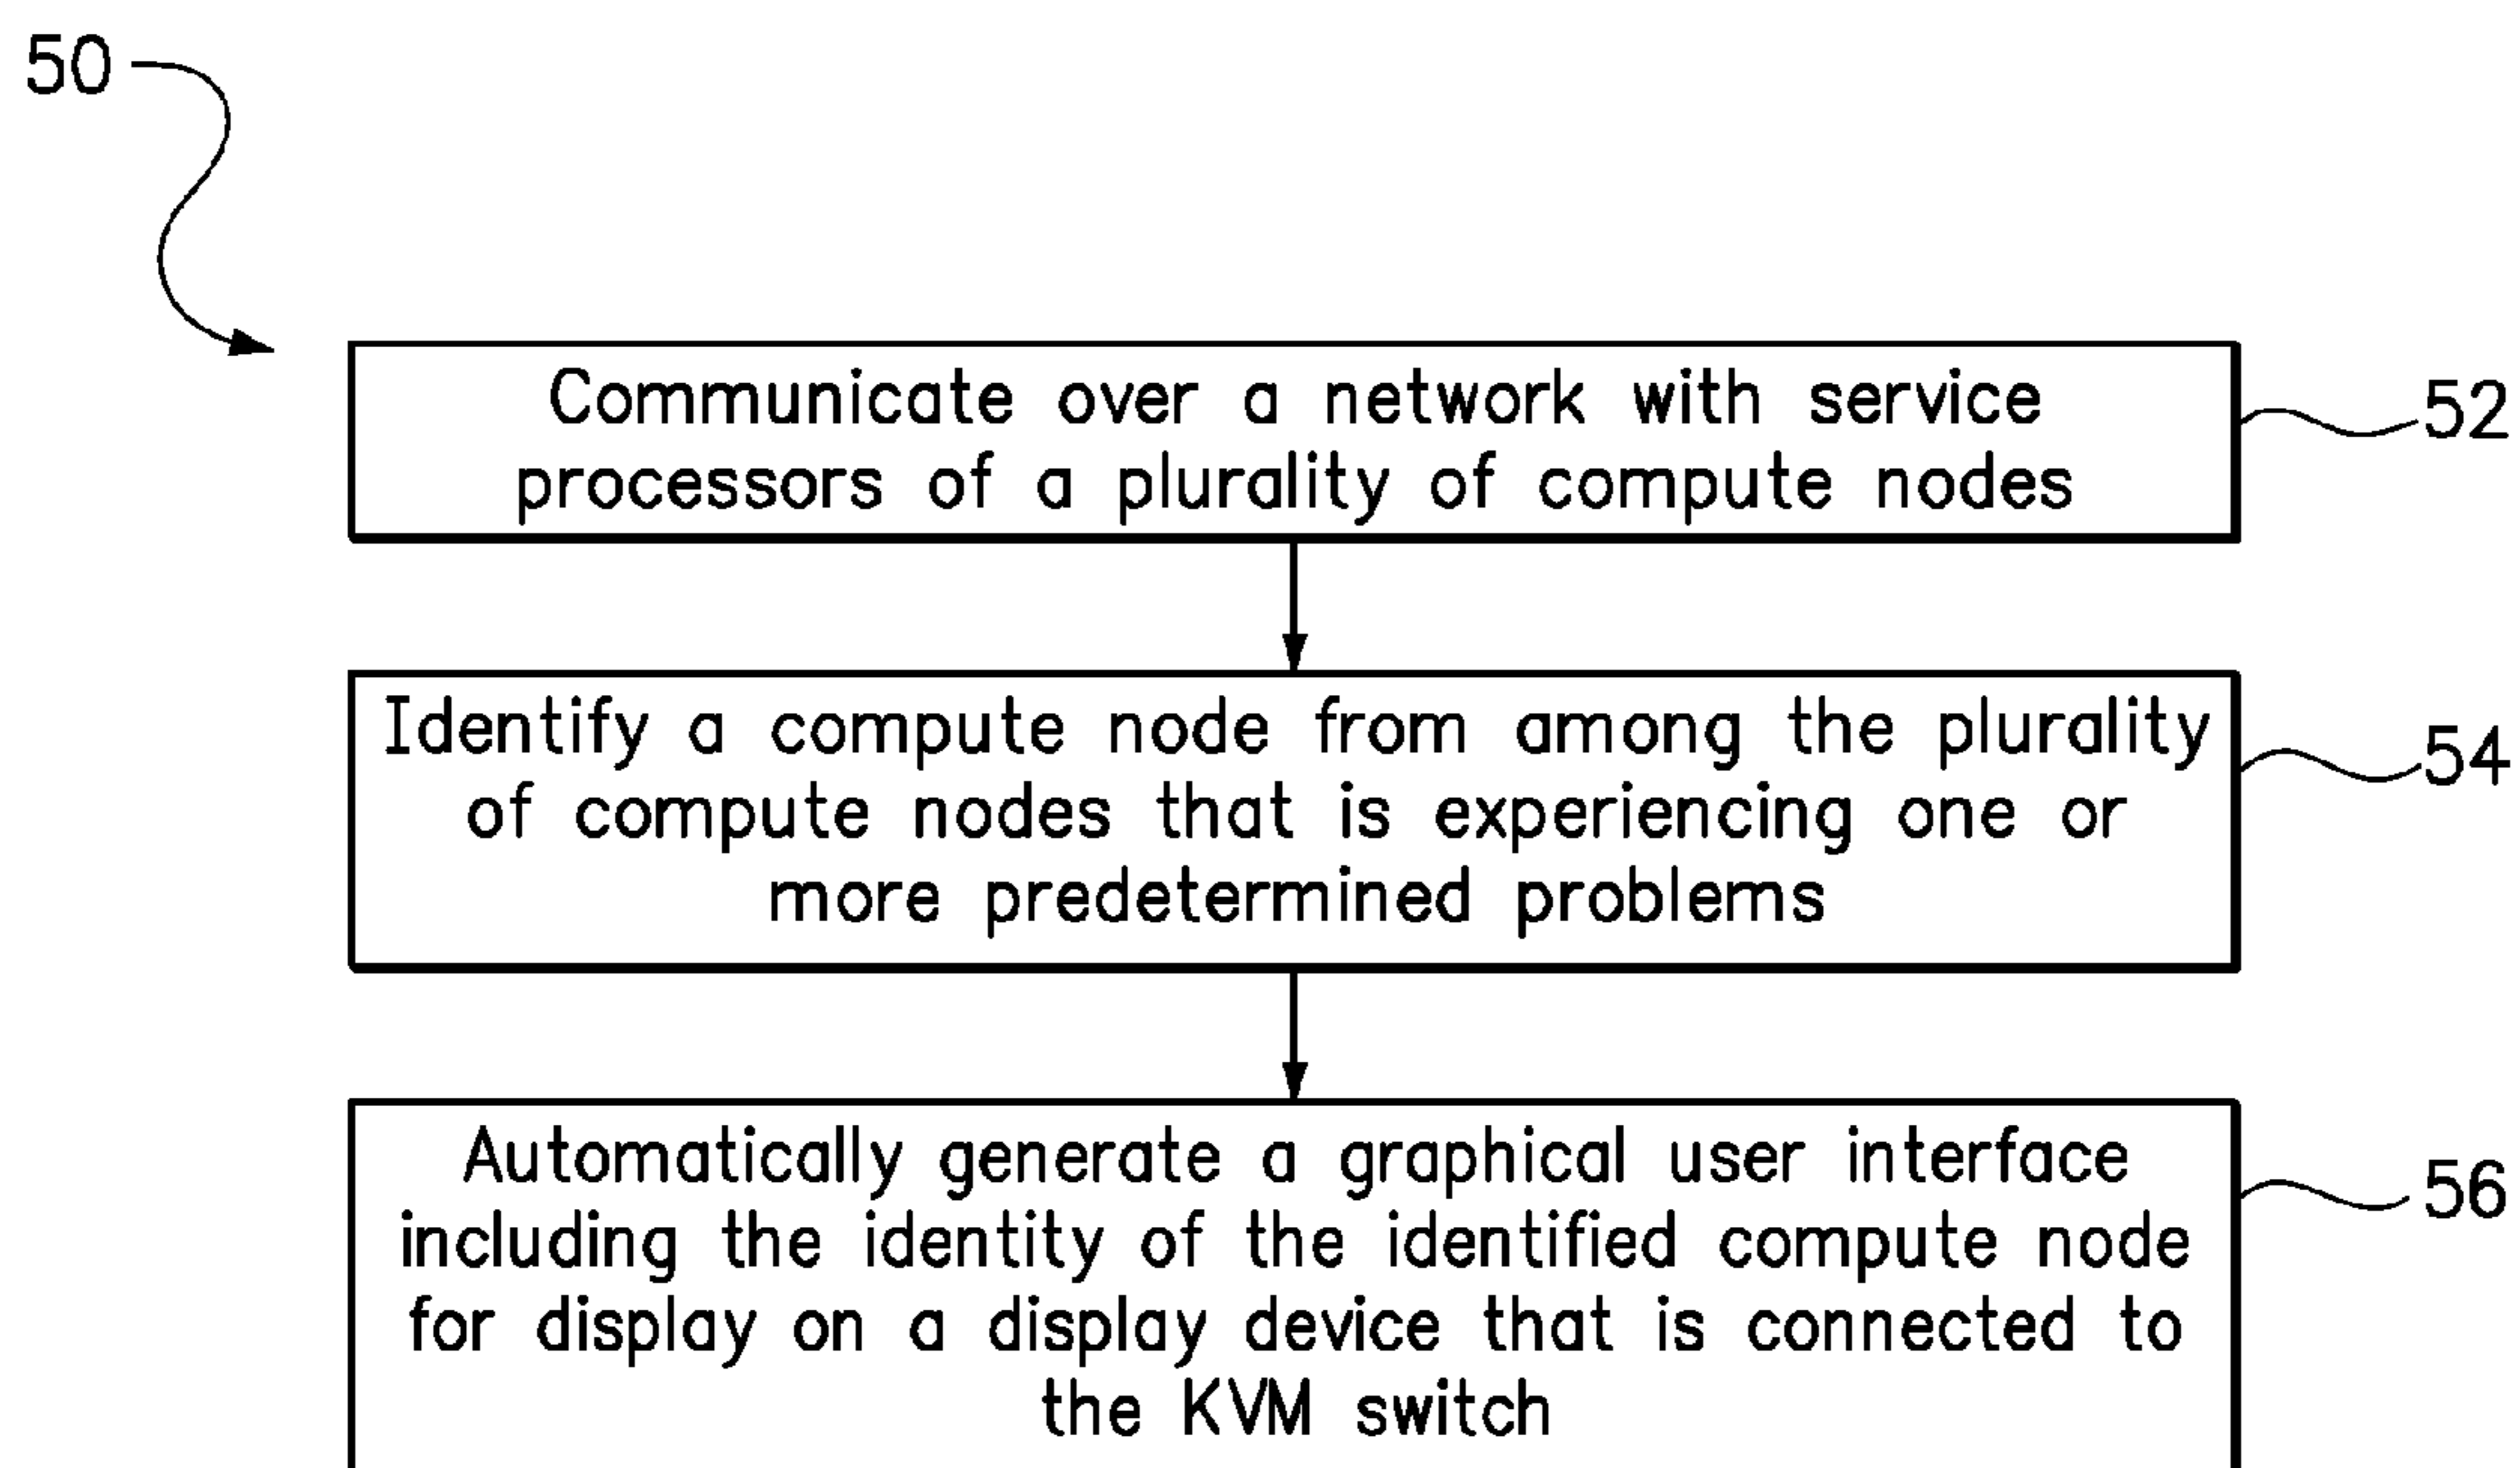 50
Communicate over a network with service
processors of a plurality of compute nodes
52
Identify a compute node from among the plurality
of compute nodes that is experiencing one or
more predetermined problems
54
Automatically generate a graphical user interface
including the identity of the identified compute node
for display on a display device that is connected to
the KVM switch
56